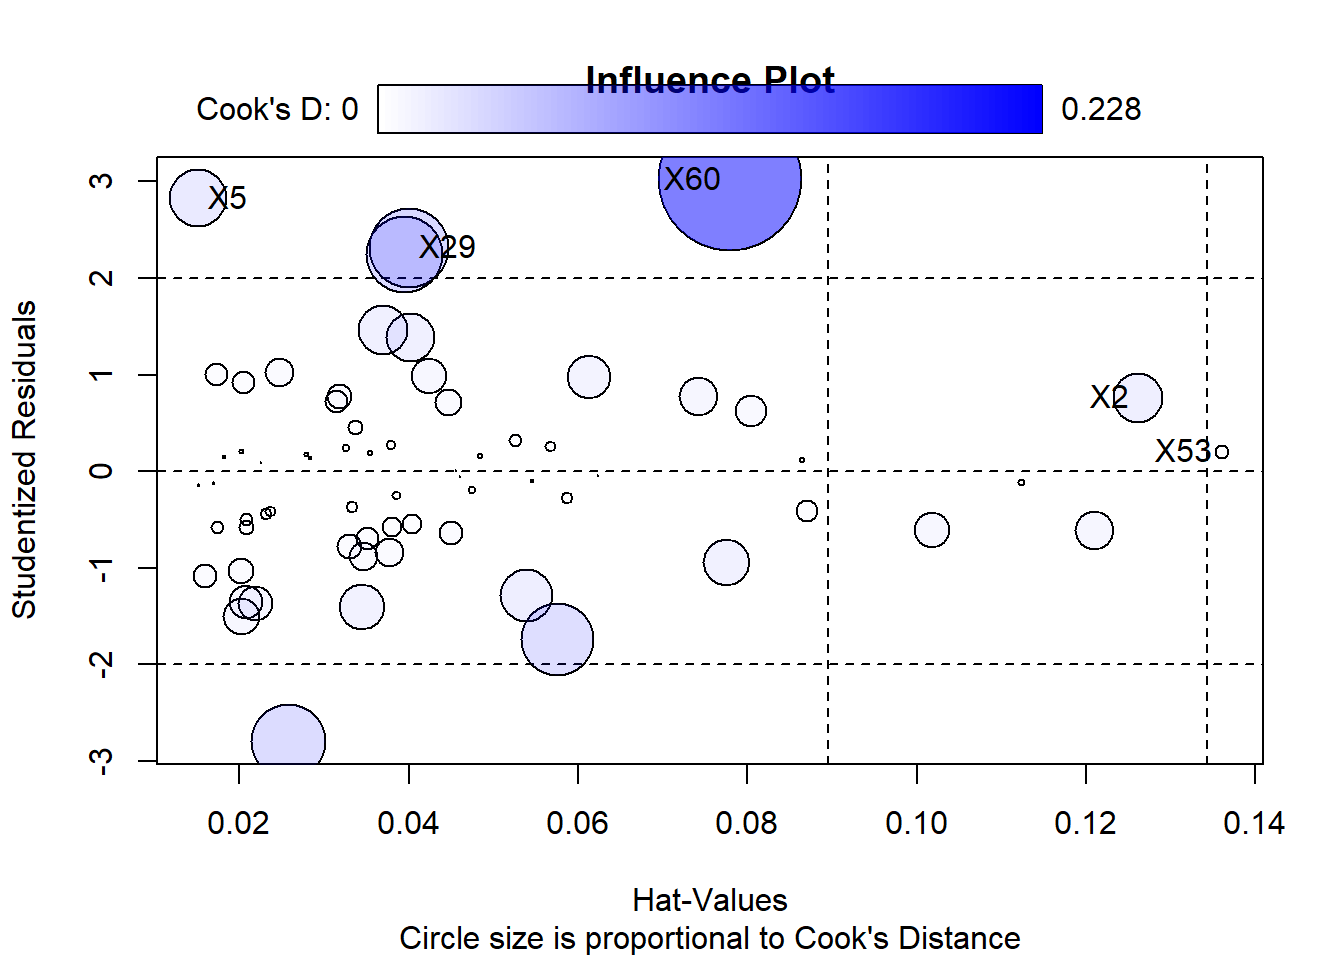 Influence Plot
Cook's D: 0 0.228
3
2
1
0
-1
-2
-3
Studentized Residuals
X5
X60
X29
X2
X53
0.02 0.04 0.06 0.08 0.10 0.12 0.14
Hat-Values
Circle size is proportional to Cook's Distance